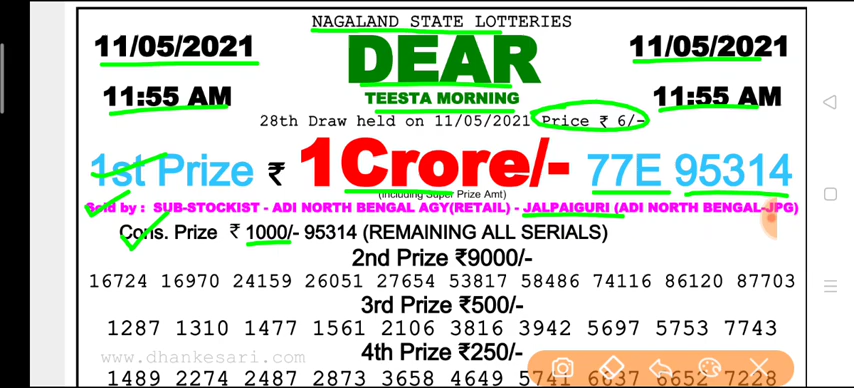 NAGALAND STATE LOTTERIES
11/05/2021 DEAR 11/05/2021
11:55 AM TEESTA MORNING 11:55 AM
28th Draw held on 11/05/2021 Price ₹ 6/-
1st Prize ₹ 1Crore/- 77E 95314
(Including Super Prize Amt)
Sold by : SUB-STOCKIST - ADI NORTH BENGAL AGY(RETAIL) - JALPAIGURI (ADI NORTH BENGAL-JPG)
Cons. Prize ₹ 1000/- 95314 (REMAINING ALL SERIALS)
2nd Prize ₹9000/-
16724 16970 24159 26051 27654 53817 58486 74116 86120 87703
3rd Prize ₹500/-
1287 1310 1477 1561 2106 3816 3942 5697 5753 7743
www.dhankesari.com 4th Prize ₹250/-
1489 2274 2487 2873 3658 4649 5741 6637 6652 7228